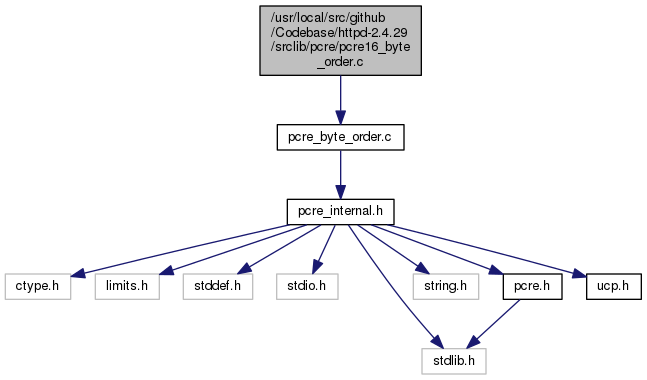 /usr/local/src/github
/Codebase/httpd-2.4.29
/srclib/pcre/pcre16_byte
_order.c
pcre_byte_order.c
pcre_internal.h
ctype.h
limits.h
stddef.h
stdio.h
string.h
pcre.h
ucp.h
stdlib.h